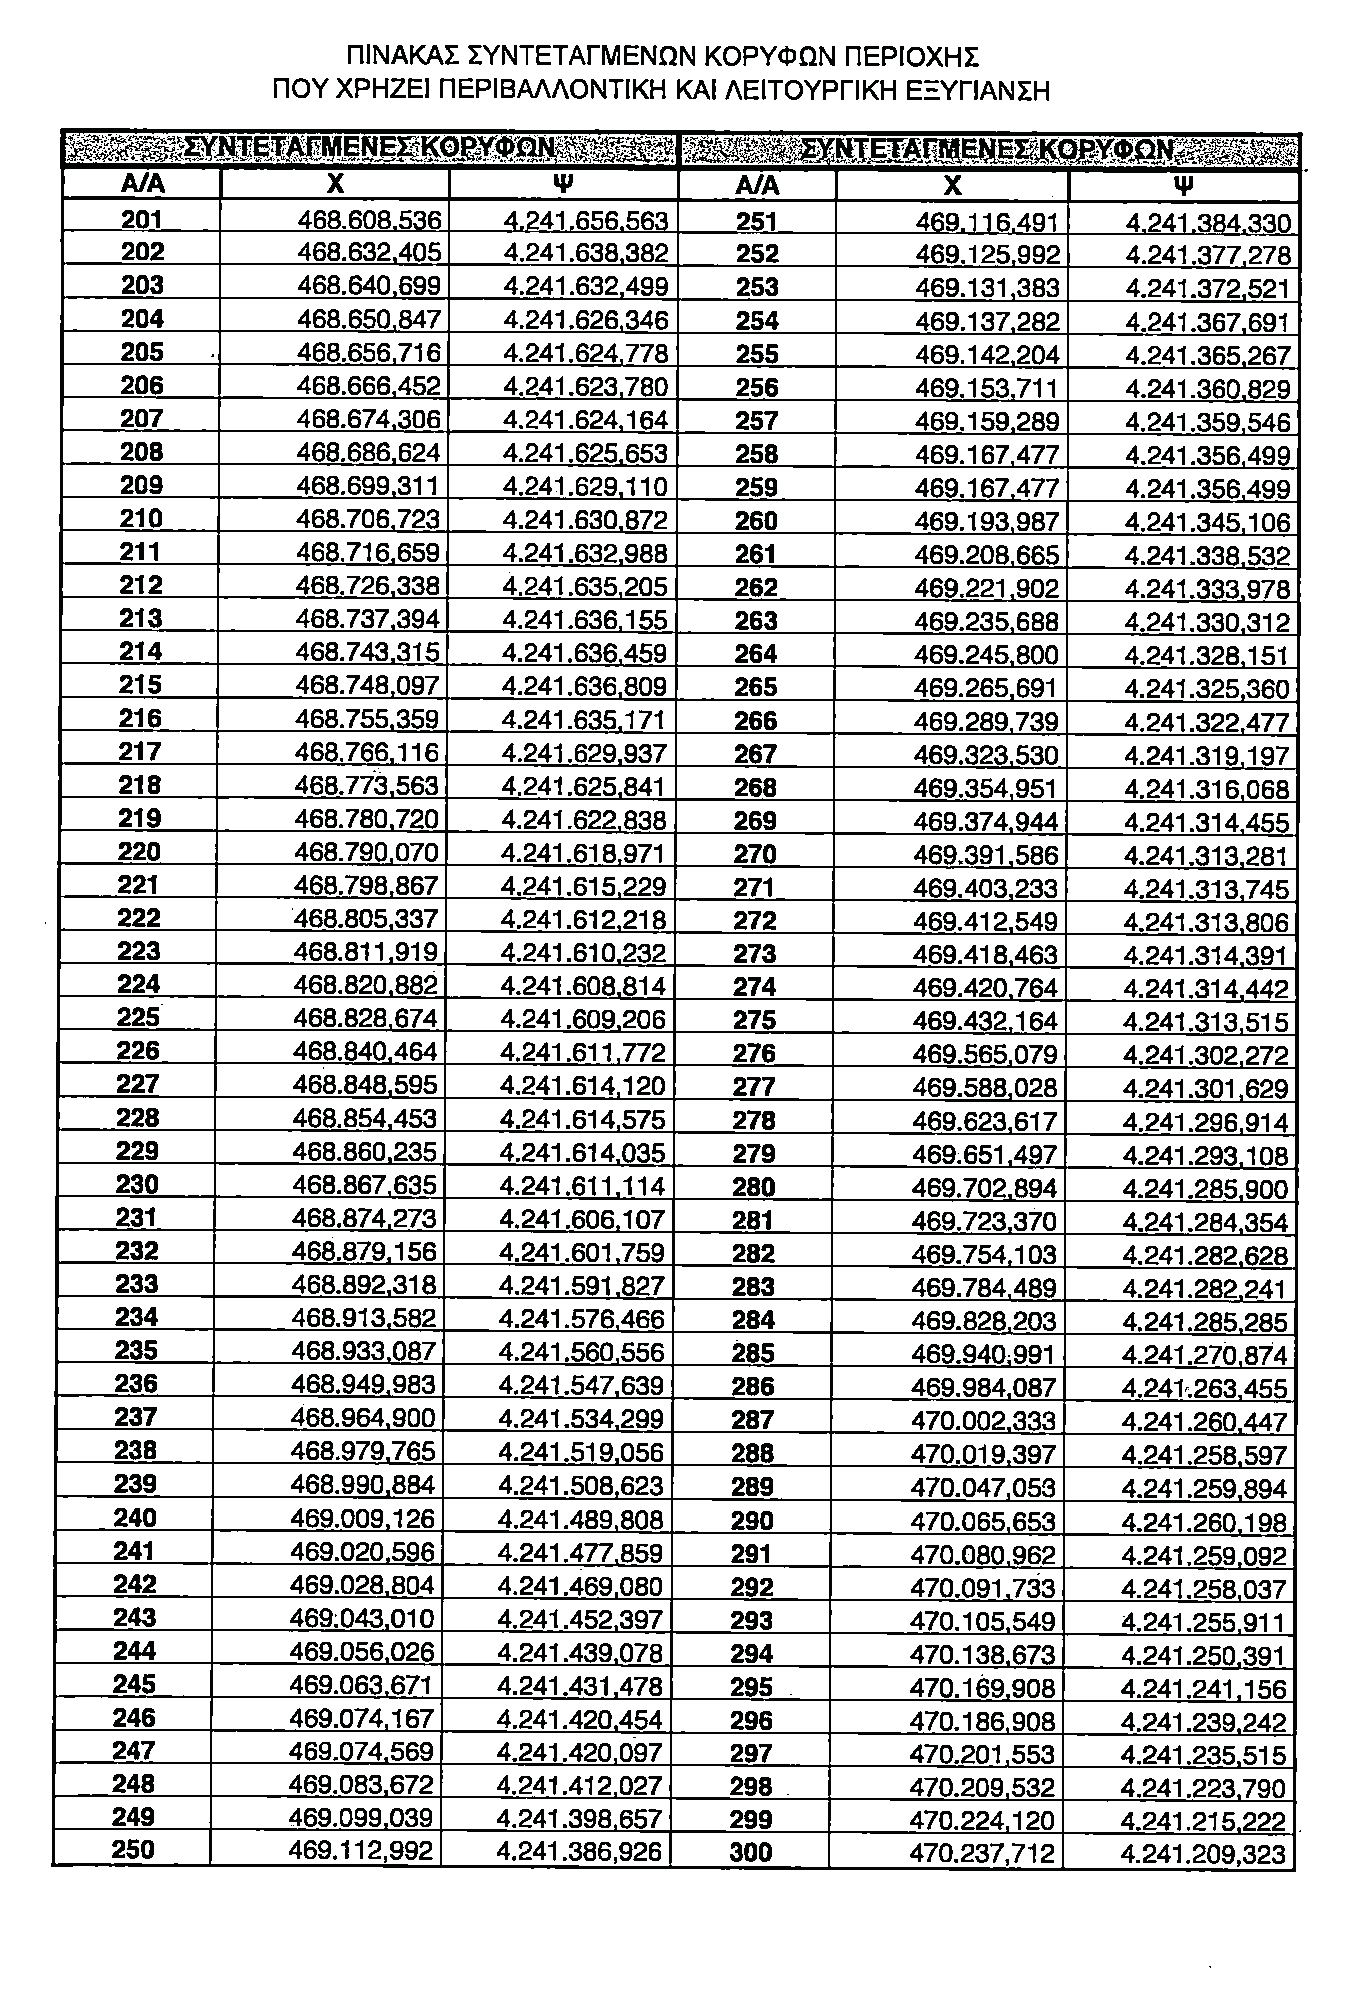 ΠΙΝΑΚΑΣ ΣΥΝΤΕΤΑΓΜΕΝΩΝ ΚΟΡΥΦΩΝ ΠΕΡΙΟΧΗΣ
ΠΟΥ ΧΡΗΖΕΙ ΠΕΡΙΒΑΛΛΟΝΤΙΚΗ ΚΑΙ ΛΕΙΤΟΥΡΓΙΚΗ ΕΞΥΓΙΑΝΣΗ
ΣΥΝΤΕΤΑΓΜΕΝΕΣ ΚΟΡΥΦΩΝ ΣΥΝΤΕΤΑΓΜΕΝΕΣ ΚΟΡΥΦΩΝ
Α/Α Χ Ψ Α/Α Χ Ψ
201 468.608,536 4.241.656,563 251 469.116,491 4.241.384,330
202 468.632,405 4.241.638,382 252 469.125,992 4.241.377,278
203 468.640,699 4.241.632,499 253 469.131,383 4.241.372,521
204 468.650,847 4.241.626,346 254 469.137,282 4.241.367,691
205 468.656,716 4.241.624,778 255 469.142,204 4.241.365,267
206 468.666,452 4.241.623,780 256 469.153,711 4.241.360,829
207 468.674,306 4.241.624,164 257 469.159,289 4.241.359,546
208 468.686,624 4.241.625,653 258 469.167,477 4.241.356,499
209 468.699,311 4.241.629,110 259 469.167,477 4.241.356,499
210 468.706,723 4.241.630,872 260 469.193,987 4.241.345,106
211 468.716,659 4.241.632,988 261 469.208,665 4.241.338,532
212 468.726,338 4.241.635,205 262 469.221,902 4.241.333,978
213 468.737,394 4.241.636,155 263 469.235,688 4.241.330,312
214 468.743,315 4.241.636,459 264 469.245,800 4.241.328,151
215 468.748,097 4.241.636,809 265 469.265,691 4.241.325,360
216 468.755,359 4.241.635,171 266 469.289,739 4.241.322,477
217 468.766,116 4.241.629,937 267 469.323,530 4.241.319,197
218 468.773,563 4.241.625,841 268 469.354,951 4.241.316,068
219 468.780,720 4.241.622,838 269 469.374,944 4.241.314,455
220 468.790,070 4.241.618,971 270 469.391,586 4.241.313,281
221 468.798,867 4.241.615,229 271 469.403,233 4.241.313,745
222 468.805,337 4.241.612,218 272 469.412,549 4.241.313,806
223 468.811,919 4.241.610,232 273 469.418,463 4.241.314,391
224 468.820,882 4.241.608,814 274 469.420,764 4.241.314,442
225 468.828,674 4.241.609,206 275 469.432,164 4.241.313,515
226 468.840,464 4.241.611,772 276 469.565,079 4.241.302,272
227 468.848,595 4.241.614,120 277 469.588,028 4.241.301,629
228 468.854,453 4.241.614,575 278 469.623,617 4.241.296,914
229 468.860,235 4.241.614,035 279 469.651,497 4.241.293,108
230 468.867,635 4.241.611,114 280 469.702,894 4.241.285,900
231 468.874,273 4.241.606,107 281 469.723,370 4.241.284,354
232 468.879,156 4.241.601,759 282 469.754,103 4.241.282,628
233 468.892,318 4.241.591,827 283 469.784,489 4.241.282,241
234 468.913,582 4.241.576,466 284 469.828,203 4.241.285,285
235 468.933,087 4.241.560,556 285 469.940,991 4.241.270,874
236 468.949,983 4.241.547,639 286 469.984,087 4.241.263,455
237 468.964,900 4.241.534,299 287 470.002,333 4.241.260,447
238 468.979,765 4.241.519,056 288 470.019,397 4.241.258,597
239 468.990,884 4.241.508,623 289 470.047,053 4.241.259,894
240 469.009,126 4.241.489,808 290 470.065,653 4.241.260,198
241 469.020,596 4.241.477,859 291 470.080,962 4.241.259,092
242 469.028,804 4.241.469,080 292 470.091,733 4.241.258,037
243 469.043,010 4.241.452,397 293 470.105,549 4.241.255,911
244 469.056,026 4.241.439,078 294 470.138,673 4.241.250,391
245 469.063,671 4.241.431,478 295 470.169,908 4.241.241,156
246 469.074,167 4.241.420,454 296 470.186,908 4.241.239,242
247 469.074,569 4.241.420,097 297 470.201,553 4.241.235,515
248 469.083,672 4.241.412,027 298 470.209,532 4.241.223,790
249 469.099,039 4.241.398,657 299 470.224,120 4.241.215,222
250 469.112,992 4.241.386,926 300 470.237,712 4.241.209,323